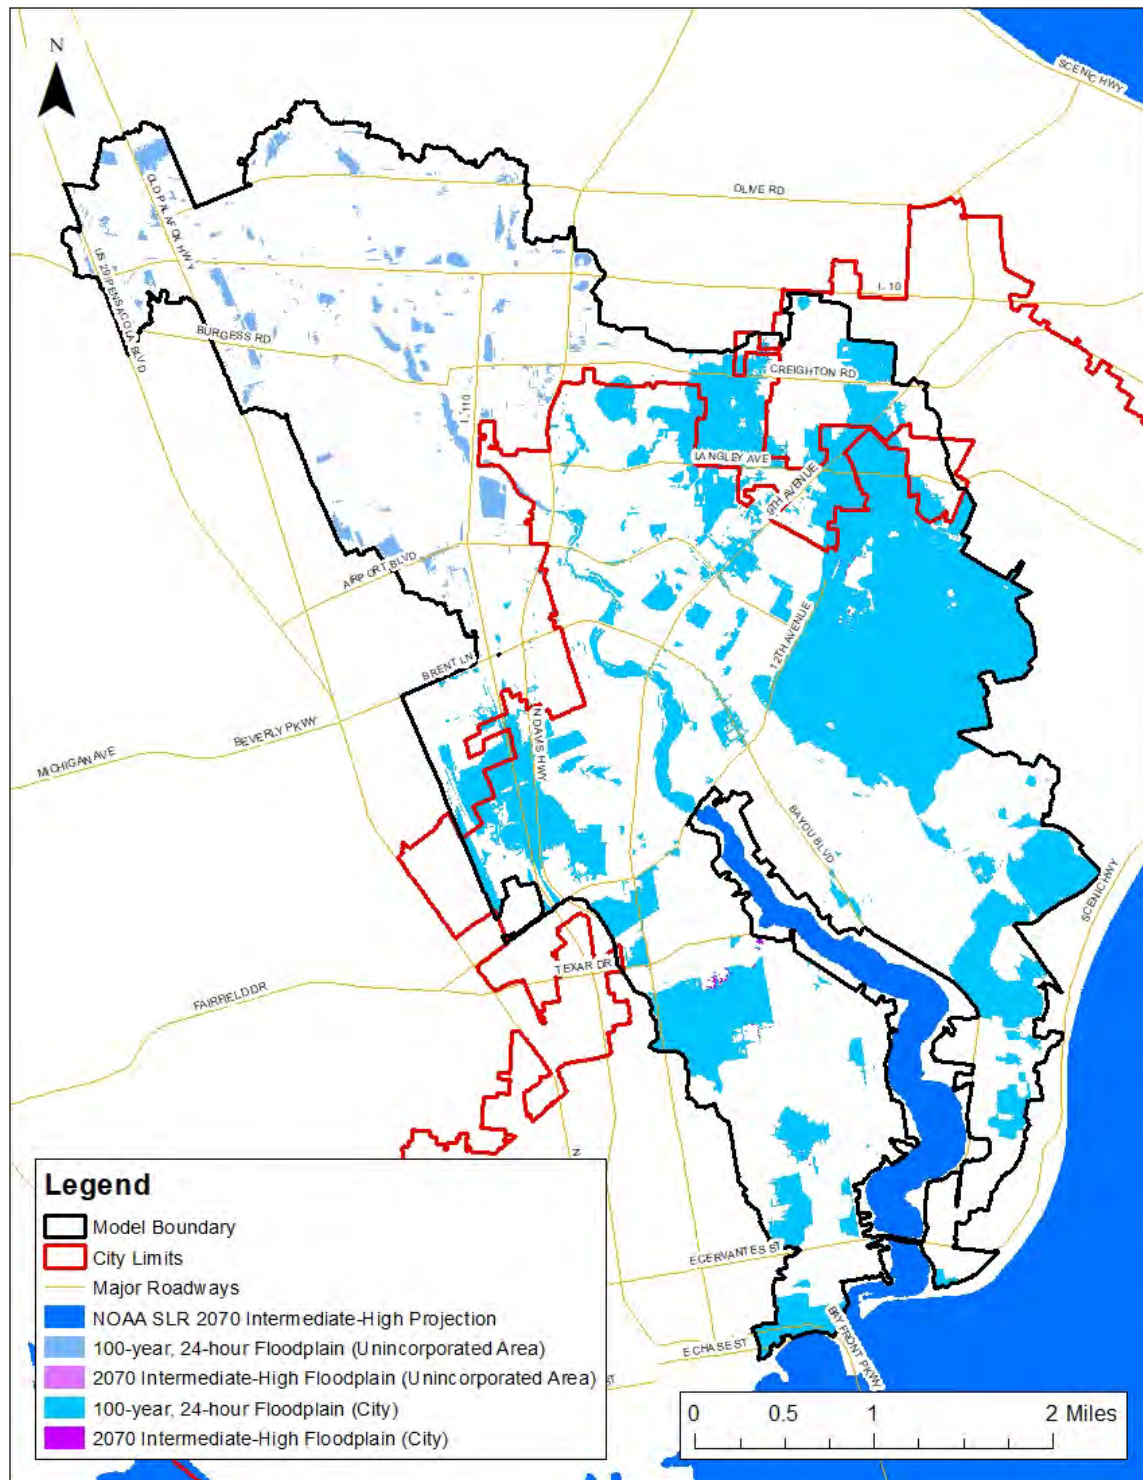 N
SCENIC HWY
OLIVE RD
OLD PALAFOX HWY
US 29/PENSACOLA BLVD
I- 10
BURGESS RD
CREIGHTON RD
I- 110
LANGLEY AVE
9TH AVENUE
AIRPORT BLVD
12TH AVENUE
BRENT LN
N DAVIS HWY
BEVERLY PKWY
MICHIGAN AVE
BAYOU BLVD
SCENIC HWY
TEXAR DR
FAIRFIELD DR
N
E CERVANTES ST
E CHASE ST
BAY FRONT PKWY
ST
Legend
Model Boundary
City Limits
Major Roadways
NOAA SLR 2070 Intermediate-High Projection
100-year, 24-hour Floodplain (Unincorporated Area)
2070 Intermediate-High Floodplain (Unincorporated Area)
100-year, 24-hour Floodplain (City)
2070 Intermediate-High Floodplain (City)
0 0.5 1 2 Miles